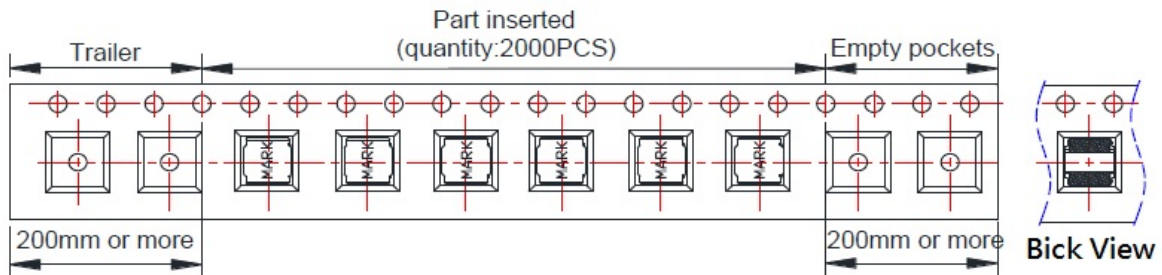 Part inserted
Trailer
(quantity:2000PCS)
Empty pockets
MARK
MARK
MARK
MARK
MARK
MARK
200mm or more
200mm or more
Bick View